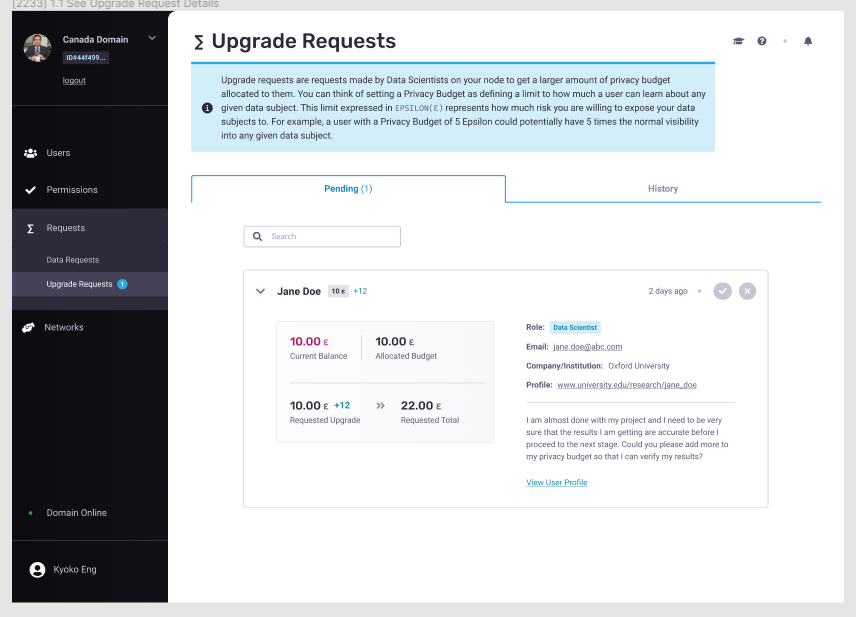 [2233] 1.1 See Upgrade Request Details
Canada Domain
ID#44f499...
logout
Users
Permissions
Σ Requests
Data Requests
Upgrade Requests 1
Networks
Domain Online
Kyoko Eng
Σ Upgrade Requests
Upgrade requests are requests made by Data Scientists on your node to get a larger amount of privacy budget
allocated to them. You can think of setting a Privacy Budget as defining a limit to how much a user can learn about any
given data subject. This limit expressed in EPSILON(Ɛ) represents how much risk you are willing to expose your data
subjects to. For example, a user with a Privacy Budget of 5 Epsilon could potentially have 5 times the normal visibility
into any given data subject.
Pending (1)
History
Search
Jane Doe 10 ε +12
2 days ago
10.00 ε
Current Balance
10.00 ε
Allocated Budget
10.00 ε +12
Requested Upgrade
22.00 ε
Requested Total
Role: Data Scientist
Email: jane.doe@abc.com
Company/Institution: Oxford University
Profile: www.university.edu/research/jane_doe
I am almost done with my project and I need to be very
sure that the results I am getting are accurate before I
proceed to the next stage. Could you please add more to
my privacy budget so that I can verify my results?
View User Profile